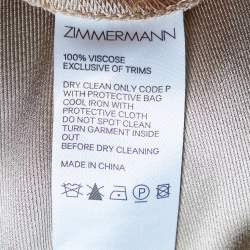 ZIMMERMANN
100% VISCOSE
EXCLUSIVE OF TRIMS
DRY CLEAN ONLY CODE P
WITH PROTECTIVE BAG
COOL IRON WITH
PROTECTIVE CLOTH
DO NOT SPOT CLEAN
TURN GARMENT INSIDE
OUT
BEFORE DRY CLEANING
MADE IN CHINA
P